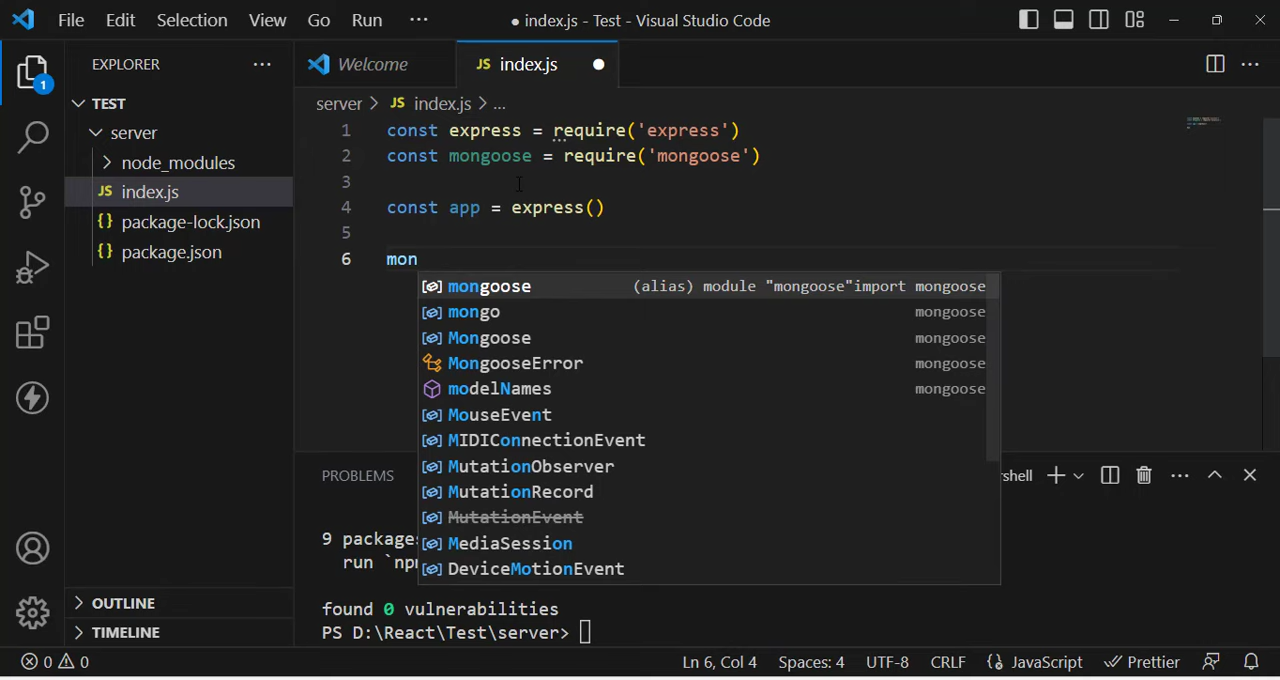 File Edit Selection View Go Run ··· ● index.js - Test - Visual Studio Code
EXPLORER ···
Welcome JS index.js ●
1
TEST
server
node_modules
JS index.js
{} package-lock.json
{} package.json
server > JS index.js > ...
1 const express = require('express')
2 const mongoose = require('mongoose')
3
4 const app = express()
5
6 mon
mongoose (alias) module "mongoose"import mongoose
mongo mongoose
Mongoose mongoose
MongooseError mongoose
modelNames mongoose
MouseEvent
MIDIConnectionEvent
MutationObserver
MutationRecord
MutationEvent
MediaSession
DeviceMotionEvent
PROBLEMS shell
9 packages
run `np
found 0 vulnerabilities
PS D:\React\Test\server>
OUTLINE
TIMELINE
0 0 Ln 6, Col 4 Spaces: 4 UTF-8 CRLF {} JavaScript Prettier